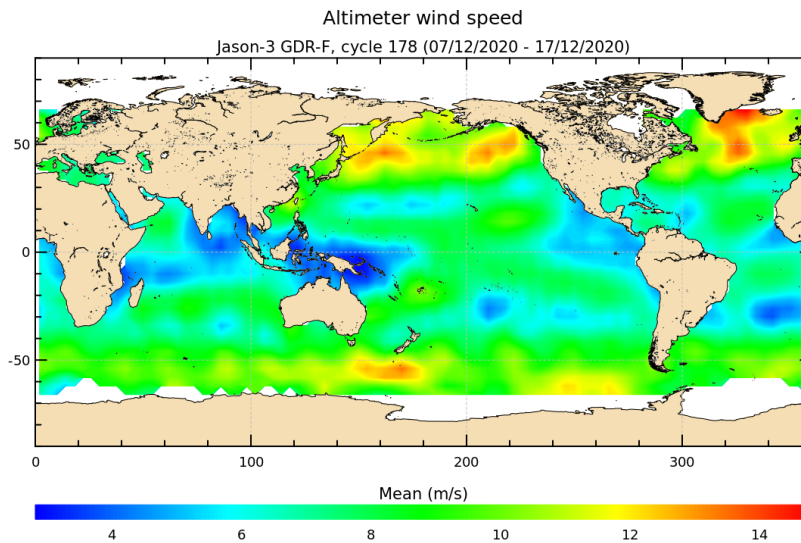 Altimeter wind speed
Jason-3 GDR-F, cycle 178 (07/12/2020 - 17/12/2020)
50
0
-50
0 100 200 300
Mean (m/s)
4 6 8 10 12 14